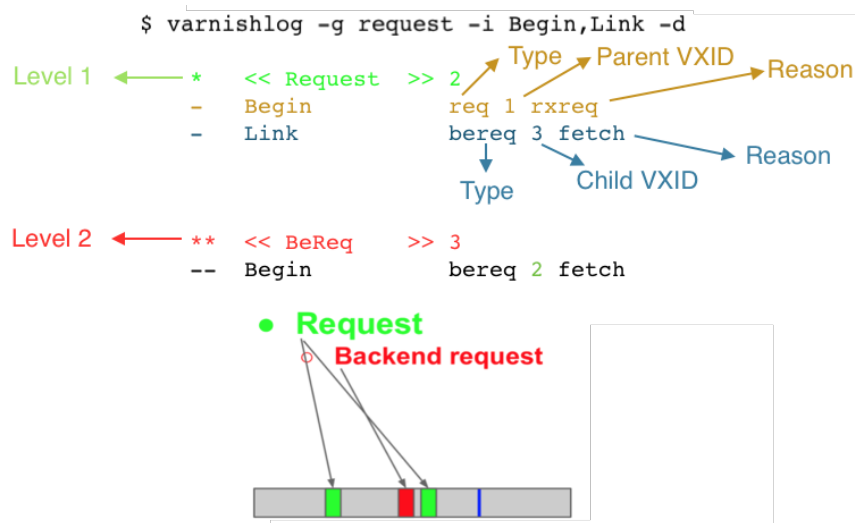 $ varnishlog -g request -i Begin,Link -d
Type Parent VXID Reason
Level 1 * << Request >> 2
- Begin req 1 rxreq
- Link bereq 3 fetch
Type Child VXID Reason
Level 2 ** << BeReq >> 3
-- Begin bereq 2 fetch
Request
Backend request